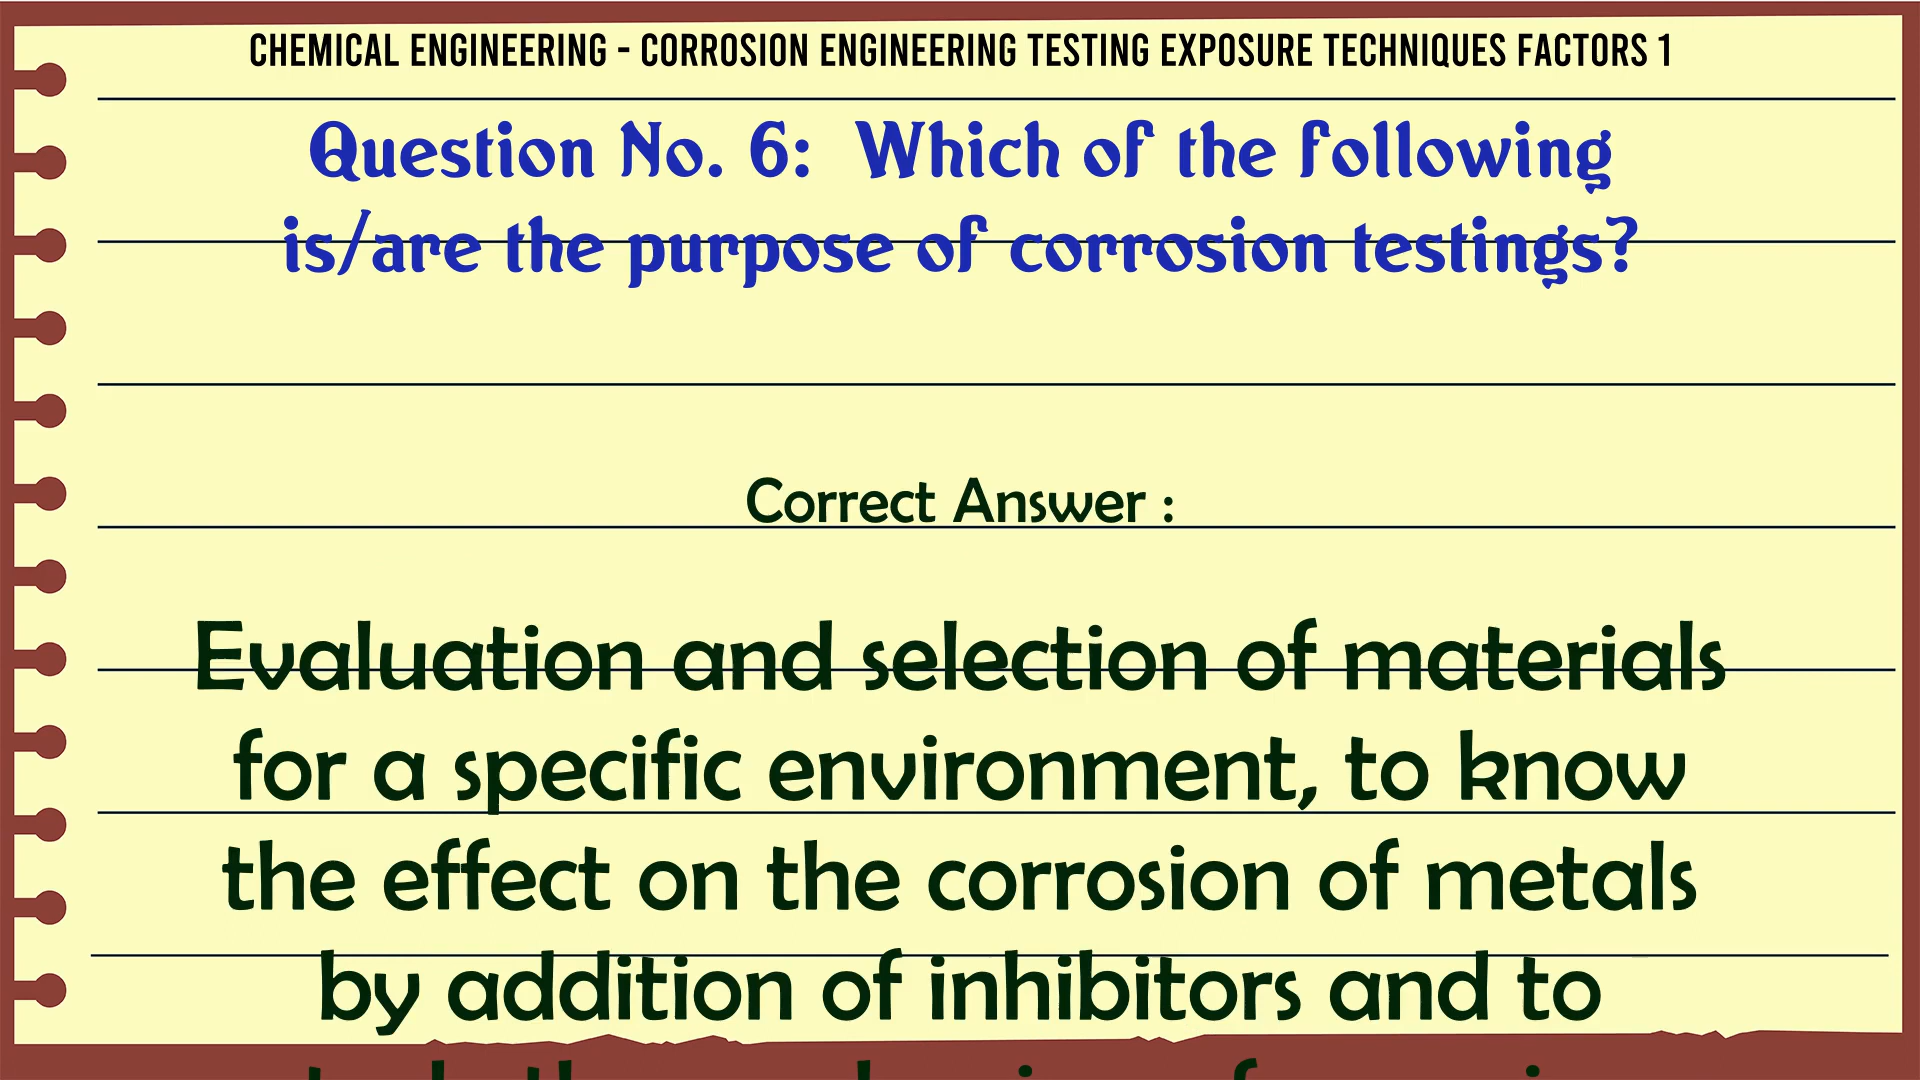 CHEMICAL ENGINEERING - CORROSION ENGINEERING TESTING EXPOSURE TECHNIQUES FACTORS 1
Question No. 6: Which of the following
is/are the purpose of corrosion testings?
Correct Answer :
Evaluation and selection of materials
for a specific environment, to know
the effect on the corrosion of metals
by addition of inhibitors and to